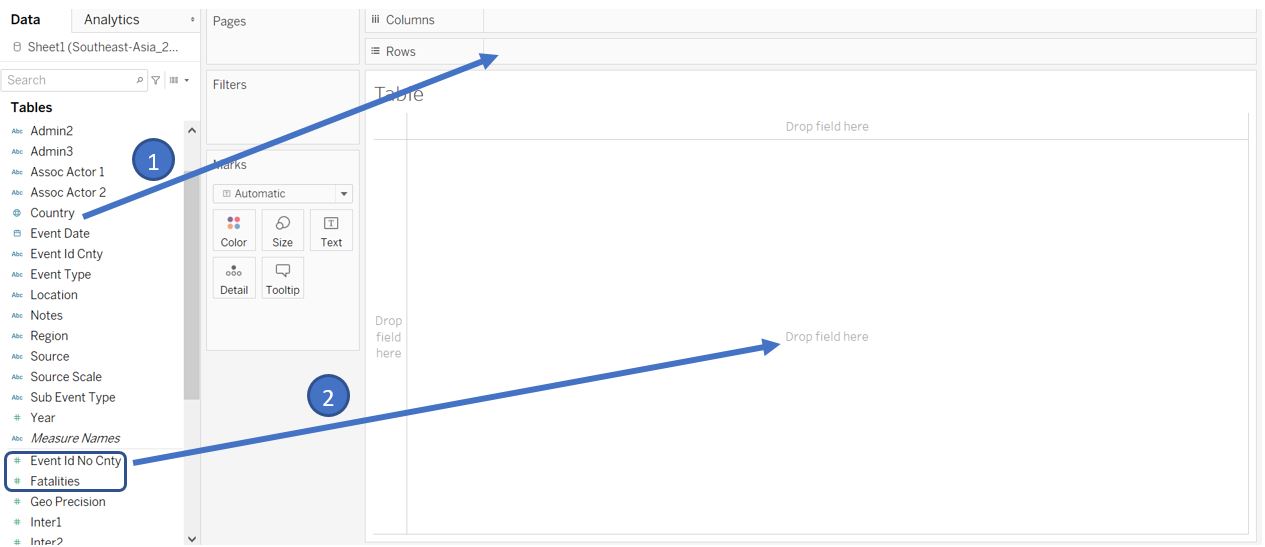 Data
Analytics
Sheet1 (Southeast-Asia_2...
Search
Tables
Abc Admin2
Abc Admin3
Abc Assoc Actor 1
Abc Assoc Actor 2
Country
Event Date
Abc Event Id Cnty
Abc Event Type
Abc Location
Abc Notes
Abc Region
Abc Source
Abc Source Scale
Abc Sub Event Type
# Year
Abc Measure Names
# Event Id No Cnty
# Fatalities
# Geo Precision
# Inter1
# Inter2
1
2
Pages
Filters
Marks
T Automatic
Color
Size
T Text
Detail
Tooltip
Columns
Rows
Table
Drop field here
Drop
field
here
Drop field here